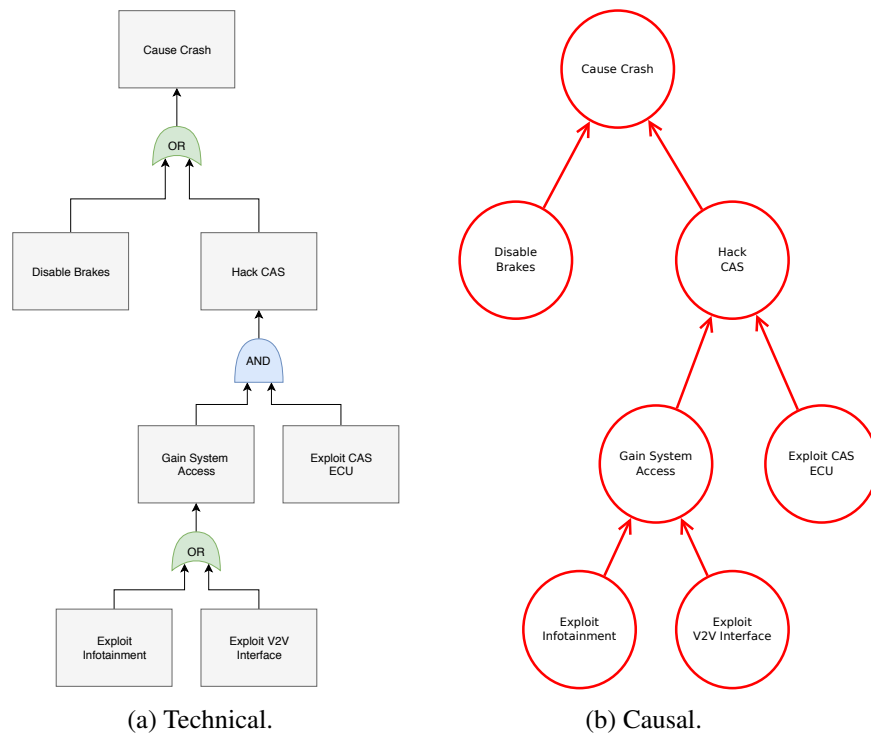 Cause Crash
OR
Disable Brakes
Hack CAS
AND
Gain System
Access
Exploit CAS
ECU
OR
Exploit
Infotainment
Exploit V2V
Interface
(a) Technical.
Cause Crash
Disable
Brakes
Hack
CAS
Gain System
Access
Exploit CAS
ECU
Exploit
Infotainment
Exploit
V2V Interface
(b) Causal.